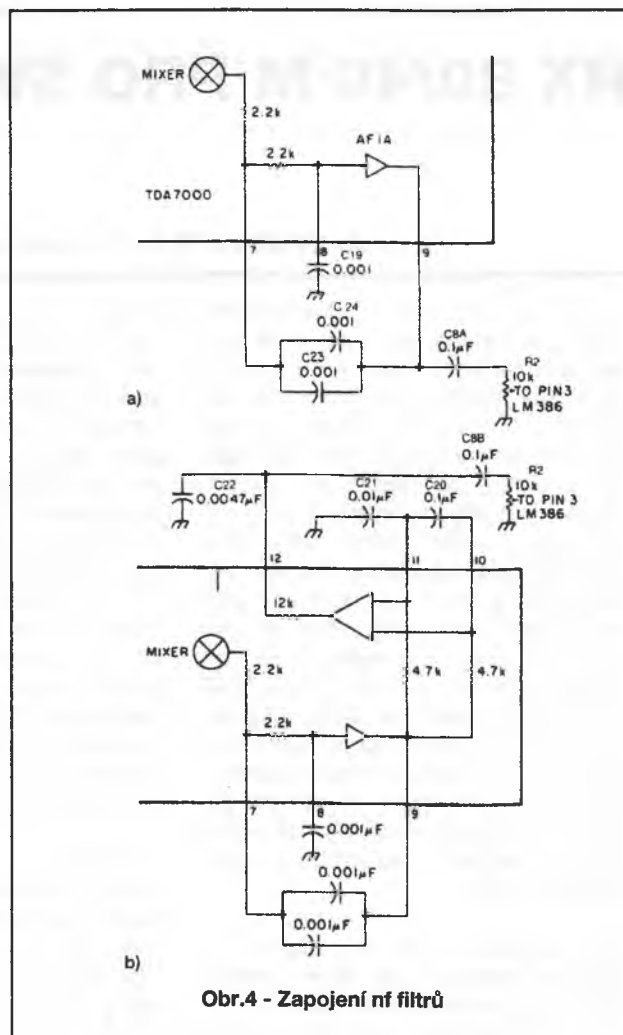 MIXER
2.2k
2.2k
AF1A
TDA7000
7
8
9
C19
0.001
C24
0.001
C23
0.001
C8A
0.1µF
R2
10k
TO PIN3
LM386
a)
C8B
0.1µF
R2
10k
TO PIN 3
LM386
C22
0.0047µF
C21
0.01µF
C20
0.1µF
12
11
10
12k
MIXER
2.2k
4.7k
4.7k
2.2k
7
8
9
0.001µF
0.001µF
0.001µF
b)
Obr.4 - Zapojení nf filtrů